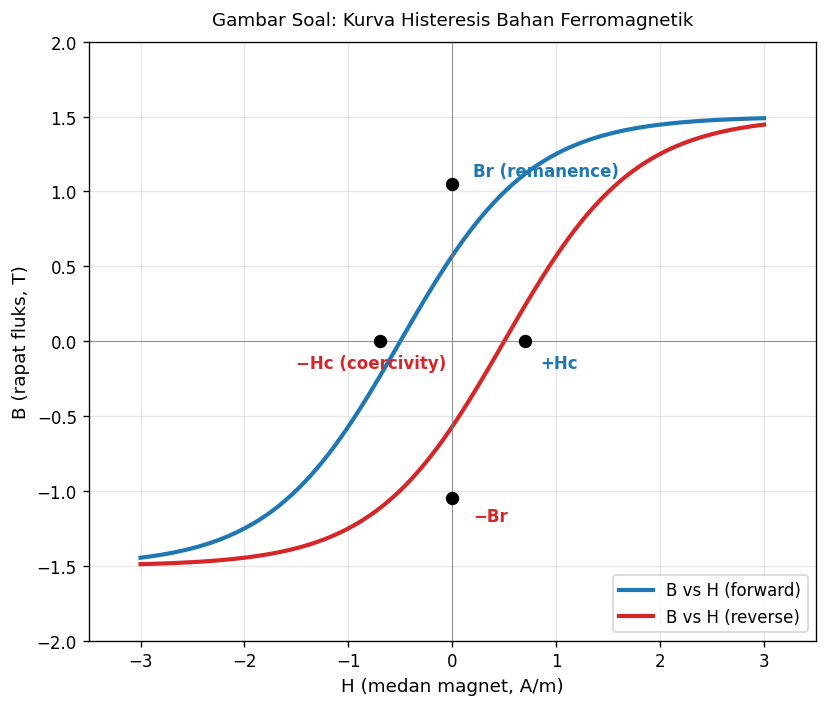 Gambar Soal: Kurva Histeresis Bahan Ferromagnetik
2.0
1.5
1.0
0.5
0.0
−0.5
−1.0
−1.5
−2.0
B (rapat fluks, T)
Br (remanence)
−Hc (coercivity)
+Hc
−Br
B vs H (forward)
B vs H (reverse)
−3 −2 −1 0 1 2 3
H (medan magnet, A/m)